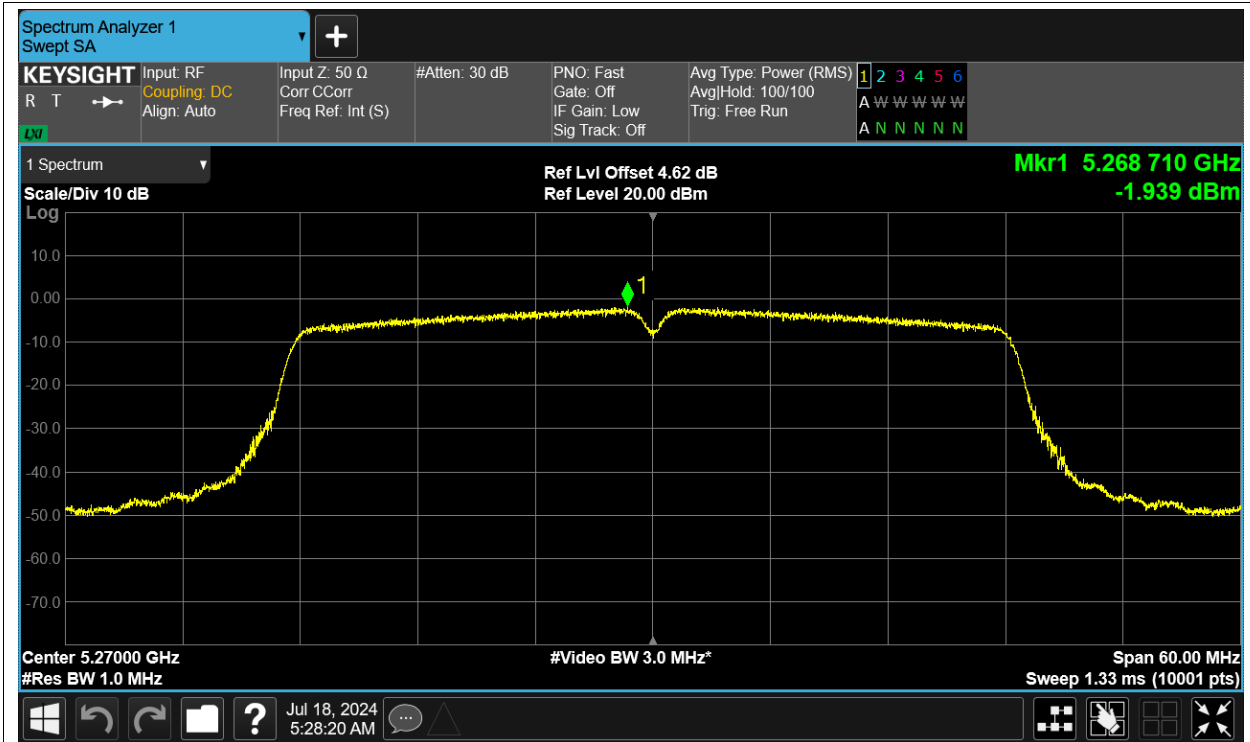 Spectrum Analyzer 1
Swept SA
+
KEYSIGHT
R T
LXI
Input: RF
Coupling: DC
Align: Auto
Input Z: 50 Ω
Corr CCorr
Freq Ref: Int (S)
#Atten: 30 dB
PNO: Fast
Gate: Off
IF Gain: Low
Sig Track: Off
Avg Type: Power (RMS)
Avg|Hold: 100/100
Trig: Free Run
1 2 3 4 5 6
A W W W W W
A N N N N N
1 Spectrum
Scale/Div 10 dB
Log
Ref Lvl Offset 4.62 dB
Ref Level 20.00 dBm
Mkr1 5.268 710 GHz
-1.939 dBm
10.0
0.00
-10.0
-20.0
-30.0
-40.0
-50.0
-60.0
-70.0
1
Center 5.27000 GHz
#Res BW 1.0 MHz
#Video BW 3.0 MHz*
Span 60.00 MHz
Sweep 1.33 ms (10001 pts)
?
Jul 18, 2024
5:28:20 AM